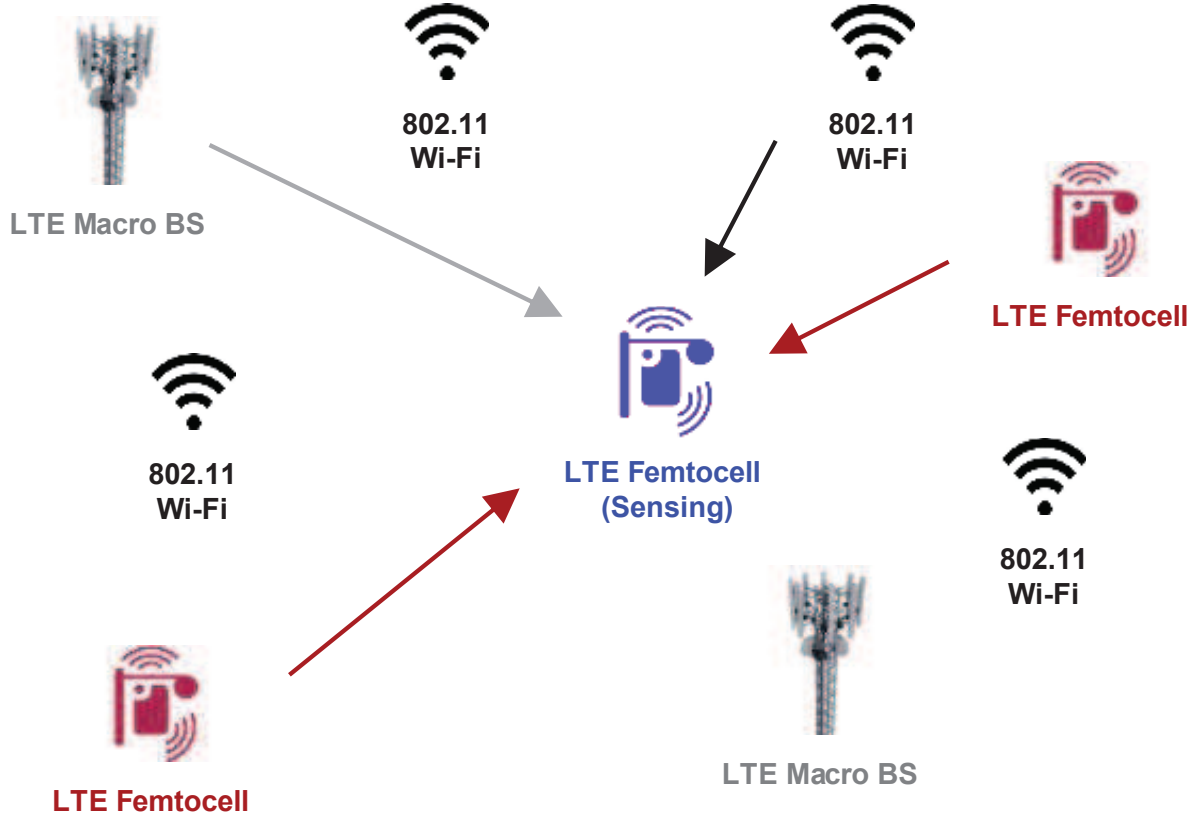 802.11
Wi-Fi
802.11
Wi-Fi
LTE Macro BS
LTE Femtocell
802.11
Wi-Fi
LTE Femtocell
(Sensing)
802.11
Wi-Fi
LTE Macro BS
LTE Femtocell